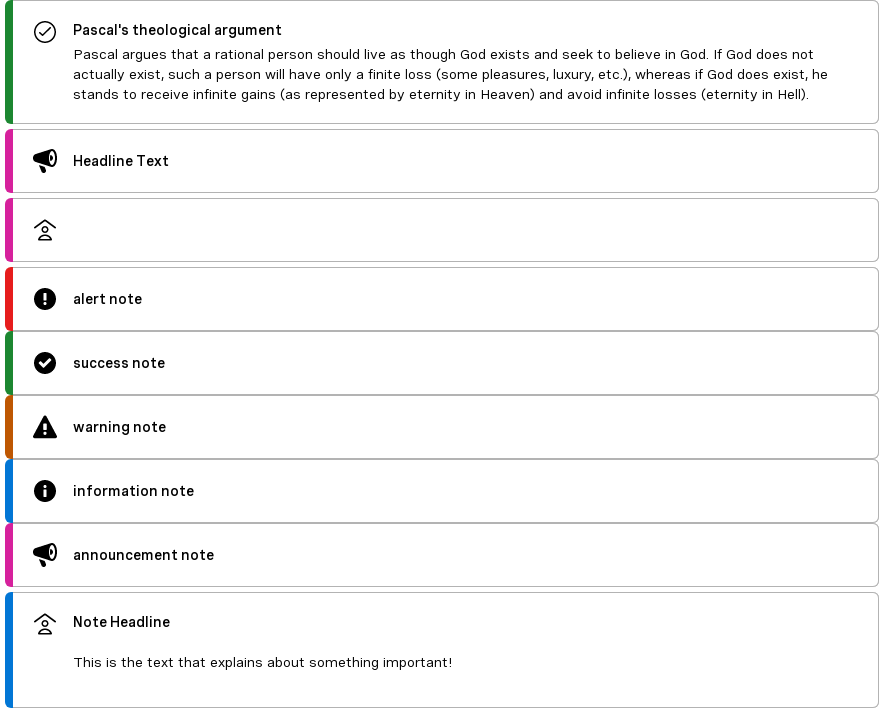 Pascal's theological argument
Pascal argues that a rational person should live as though God exists and seek to believe in God. If God does not
actually exist, such a person will have only a finite loss (some pleasures, luxury, etc.), whereas if God does exist, he
stands to receive infinite gains (as represented by eternity in Heaven) and avoid infinite losses (eternity in Hell).
Headline Text
alert note
success note
warning note
information note
announcement note
Note Headline
This is the text that explains about something important!